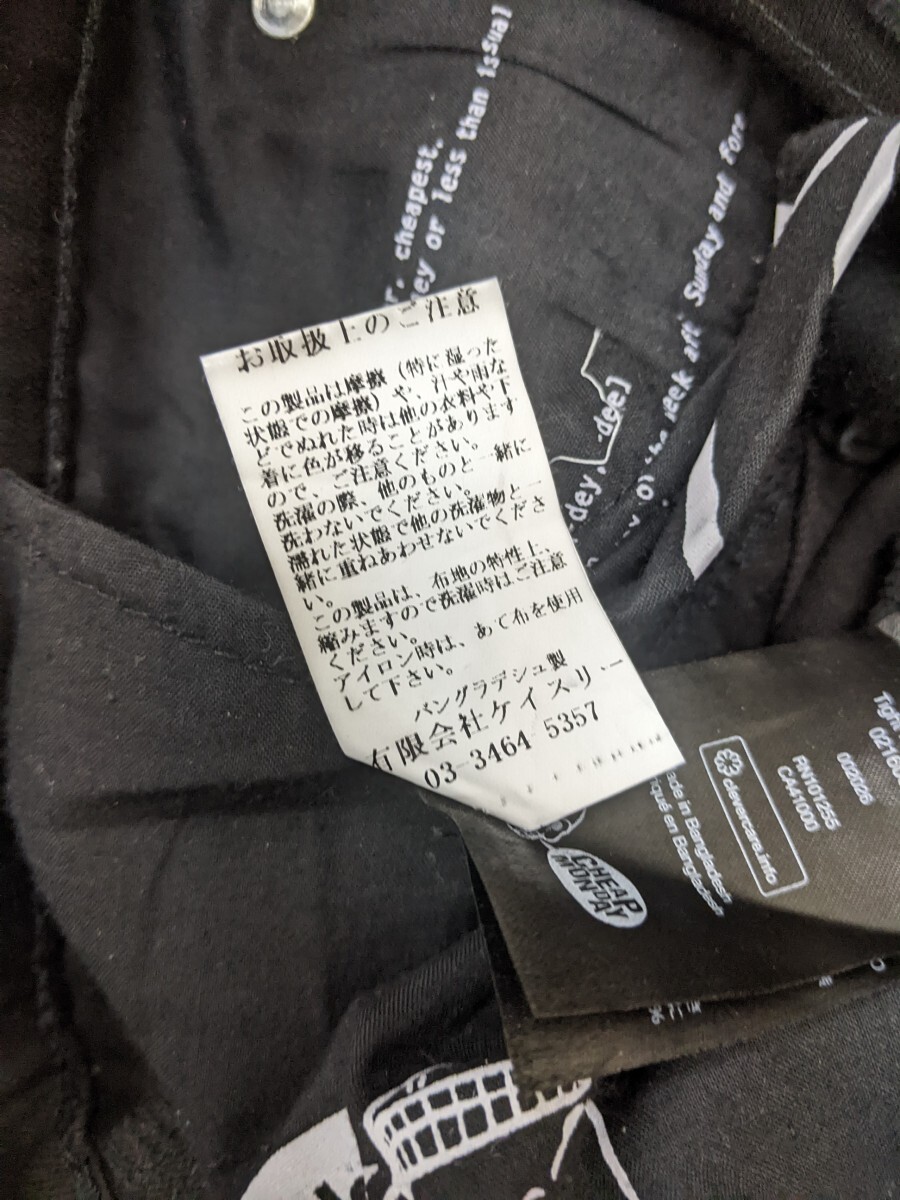 r, cheapest.
ey or less than issual
Sunday and Fore
お取扱上のご注意
この製品は摩擦（特に湿った
状態での摩擦）や、汁や雨な
どでぬれた時は他の衣料や下
着に色が移ることがあります
ので、ご注意ください。
洗濯の際、他のものと一緒に
洗わないでください。
濡れた状態で他の洗濯物と一
緒に重ねあわせないでくださ
い。
この製品は、布地の特性上、
縮みますので洗濯時はご注意
ください。
アイロン時は、あて布を使用
して下さい。
バングラデシュ製
有限会社ケイスリー
03-3464-5357
CHEAP
MONDAY
ade in Bangladesh
iqué en Bangladesh
clevercare.info
RN101255
CA41000